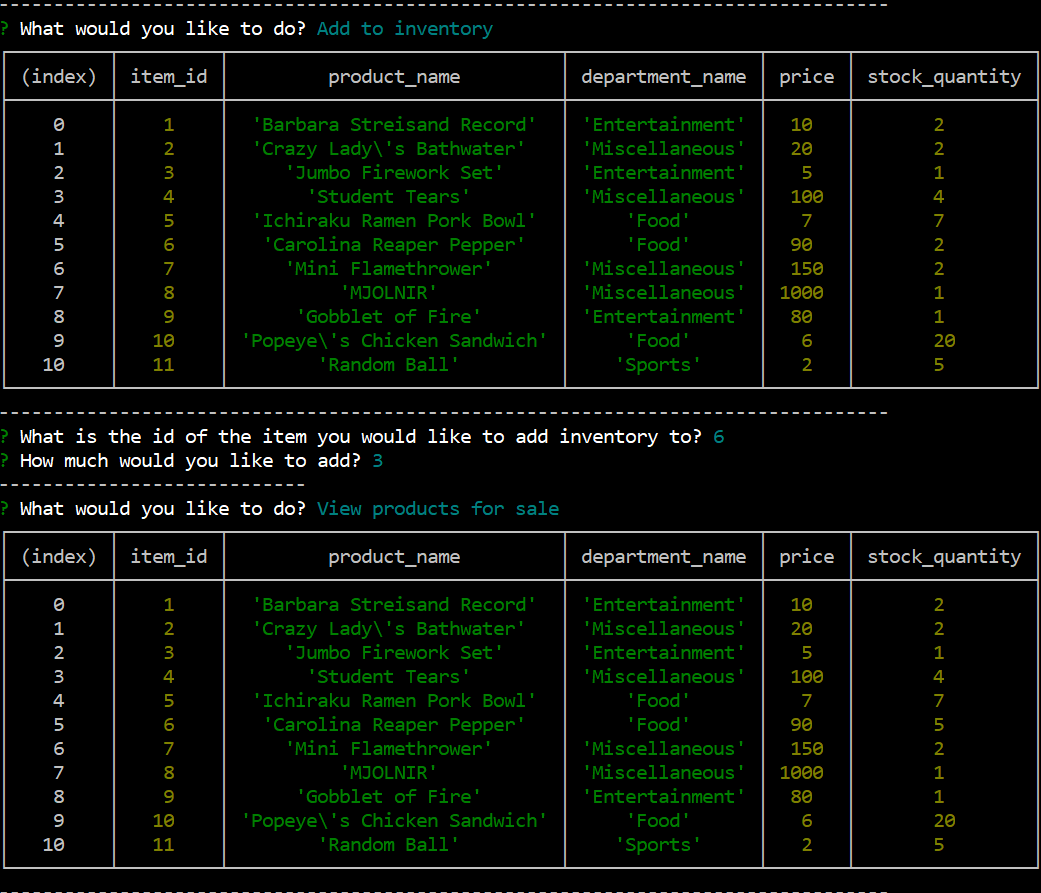 ---------------------------------------------------------------------------------
? What would you like to do? Add to inventory
(index) item_id product_name department_name price stock_quantity
0 1 'Barbara Streisand Record' 'Entertainment' 10 2
1 2 'Crazy Lady\'s Bathwater' 'Miscellaneous' 20 2
2 3 'Jumbo Firework Set' 'Entertainment' 5 1
3 4 'Student Tears' 'Miscellaneous' 100 4
4 5 'Ichiraku Ramen Pork Bowl' 'Food' 7 7
5 6 'Carolina Reaper Pepper' 'Food' 90 2
6 7 'Mini Flamethrower' 'Miscellaneous' 150 2
7 8 'MJOLNIR' 'Miscellaneous' 1000 1
8 9 'Gobblet of Fire' 'Entertainment' 80 1
9 10 'Popeye\'s Chicken Sandwich' 'Food' 6 20
10 11 'Random Ball' 'Sports' 2 5
---------------------------------------------------------------------------------
? What is the id of the item you would like to add inventory to? 6
? How much would you like to add? 3
----------------------------
? What would you like to do? View products for sale
(index) item_id product_name department_name price stock_quantity
0 1 'Barbara Streisand Record' 'Entertainment' 10 2
1 2 'Crazy Lady\'s Bathwater' 'Miscellaneous' 20 2
2 3 'Jumbo Firework Set' 'Entertainment' 5 1
3 4 'Student Tears' 'Miscellaneous' 100 4
4 5 'Ichiraku Ramen Pork Bowl' 'Food' 7 7
5 6 'Carolina Reaper Pepper' 'Food' 90 5
6 7 'Mini Flamethrower' 'Miscellaneous' 150 2
7 8 'MJOLNIR' 'Miscellaneous' 1000 1
8 9 'Gobblet of Fire' 'Entertainment' 80 1
9 10 'Popeye\'s Chicken Sandwich' 'Food' 6 20
10 11 'Random Ball' 'Sports' 2 5
---------------------------------------------------------------------------------